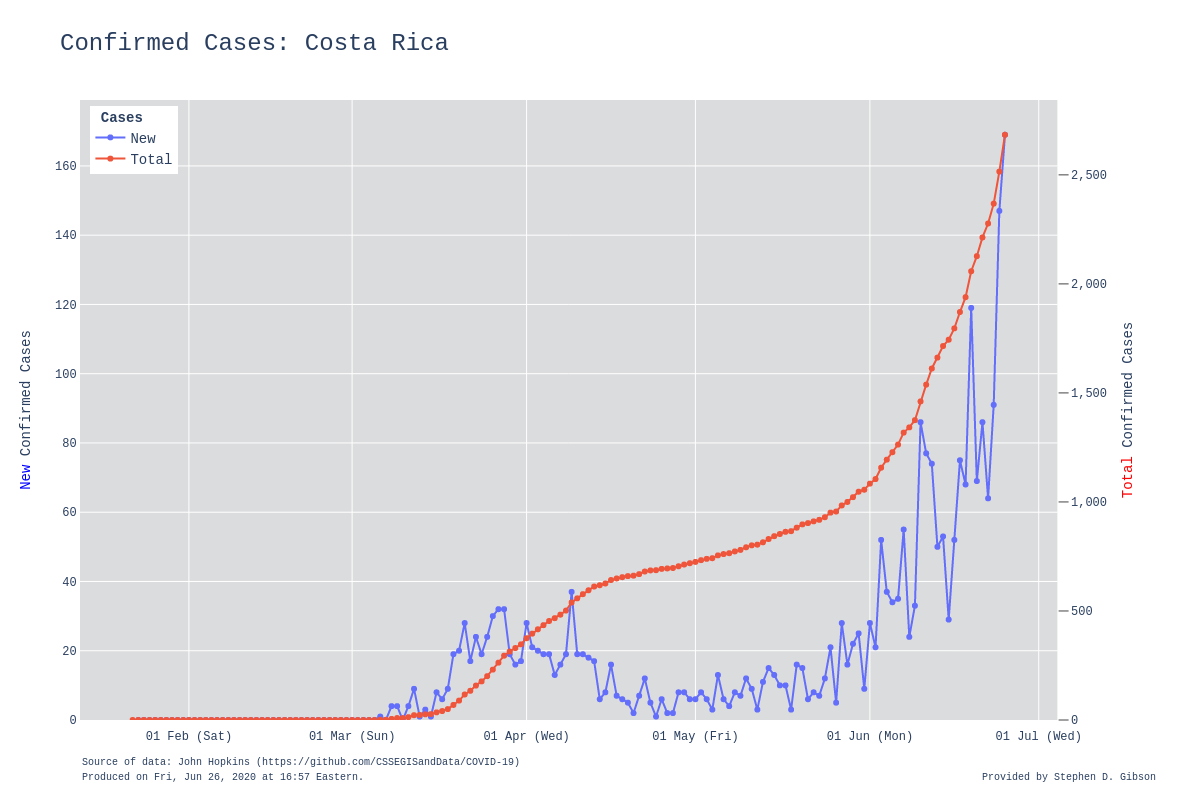 Confirmed Cases: Costa Rica
Cases
New
Total
160
140
120
100
80
60
40
20
0
2,500
2,000
1,500
1,000
500
0
New Confirmed Cases
Total Confirmed Cases
01 Feb (Sat)
01 Mar (Sun)
01 Apr (Wed)
01 May (Fri)
01 Jun (Mon)
01 Jul (Wed)
Source of data: John Hopkins (https://github.com/CSSEGISandData/COVID-19)
Produced on Fri, Jun 26, 2020 at 16:57 Eastern.
Provided by Stephen D. Gibson